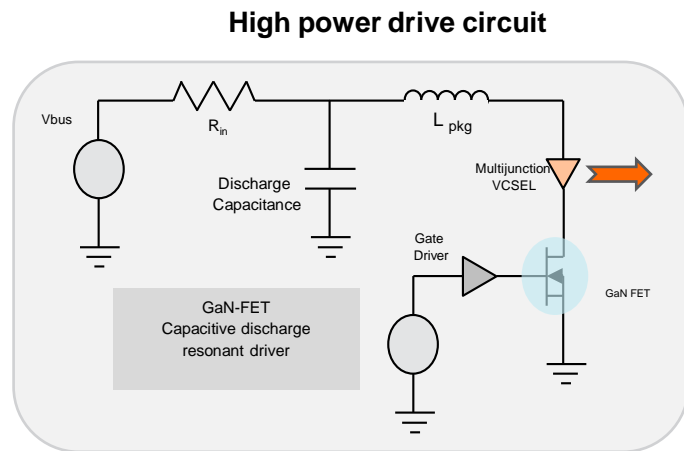 High power drive circuit
Vbus
R_in
L pkg
Discharge
Capacitance
Multijunction
VCSEL
Gate
Driver
GaN FET
GaN-FET
Capacitive discharge
resonant driver